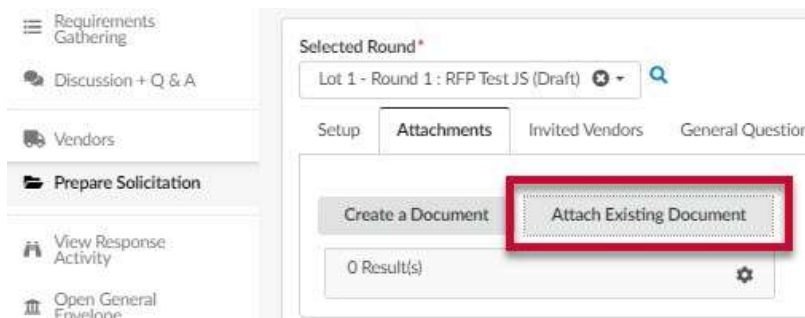 Requirements
Gathering
Discussion + Q & A
Vendors
Prepare Solicitation
View Response
Activity
Open General
Envelope
Selected Round*
Lot 1 - Round 1 : RFP Test JS (Draft)
Setup Attachments Invited Vendors General Question
Create a Document Attach Existing Document
0 Result(s)